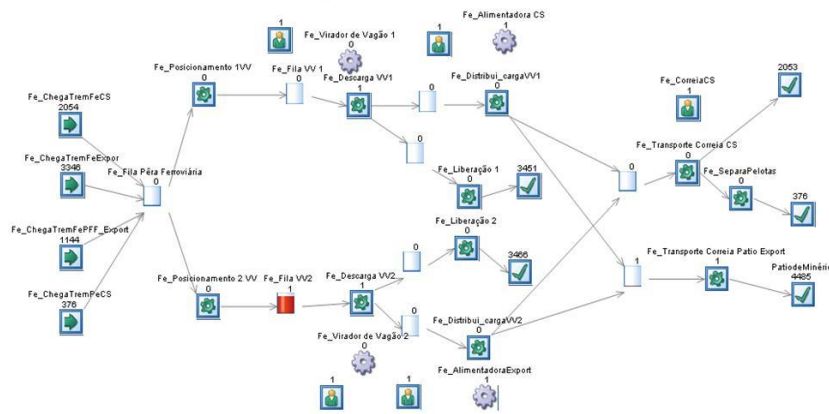 1
Fe_Virador de Vagão 1
0
1
Fe_Alimentadora CS
1
Fe_Posicionamento 1VV
0
Fe_Fila VV 1
0
Fe_Descarga VV1
1
0
Fe_Distribui_cargaVV1
0
Fe_CorreiaCS
1
2053
Fe_ChegaTremFeCS
2054
0
Fe_Transporte Correia CS
0
Fe_ChegaTremFeExpor
3346
Fe_Fila Pêra Ferroviária
0
Fe_Liberação 1
0
3451
0
Fe_SeparaPelotas
0
376
Fe_ChegaTremFePFF_Export
1144
Fe_Liberação 2
0
3466
Fe_ChegaTremPeCS
376
Fe_Posicionamento 2 VV
0
Fe_Fila VV2
1
Fe_Descarga VV2
1
0
0
Fe_Distribui_cargaVV2
0
1
Fe_Transporte Correia Patio Export
1
PatiodeMinéri
4485
Fe_Virador de Vagão 2
0
1
1
Fe_AlimentadoraExport
1